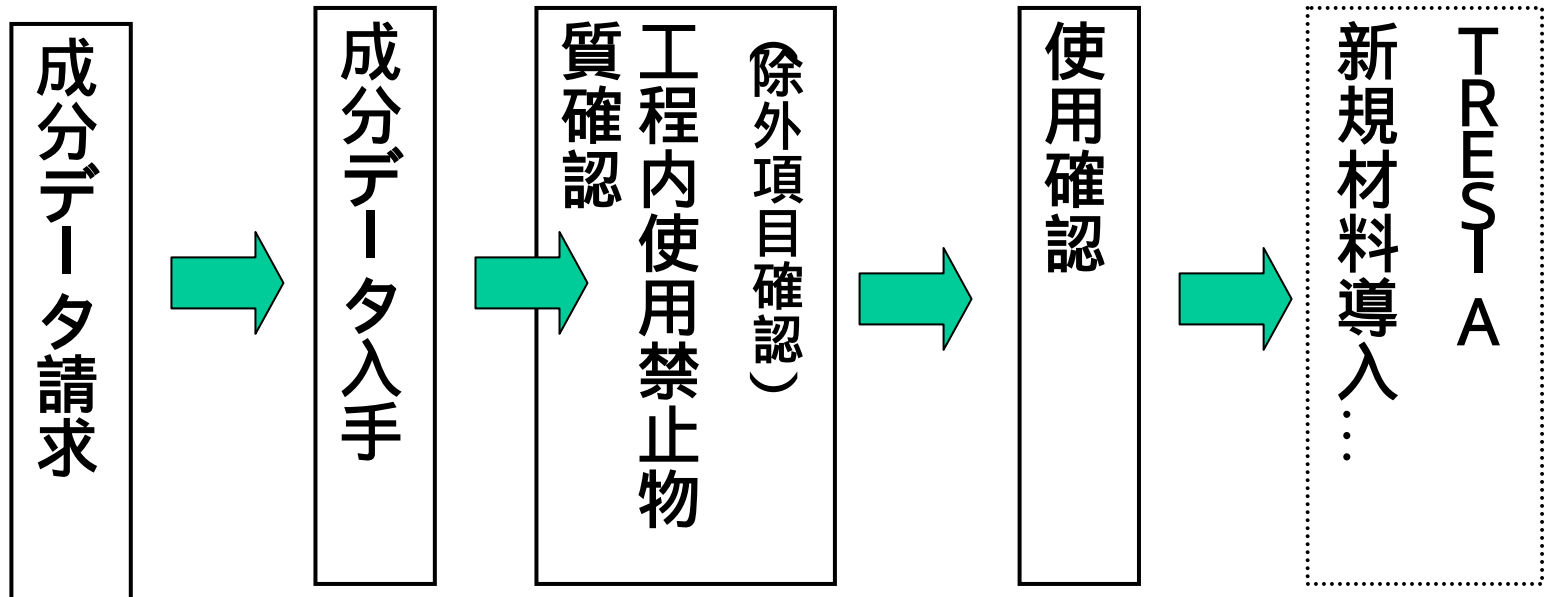 成分データ請求
成分データ入手
(除外項目確認)
工程内使用禁止物
質確認
使用確認
TRESIA
新規材料導入…